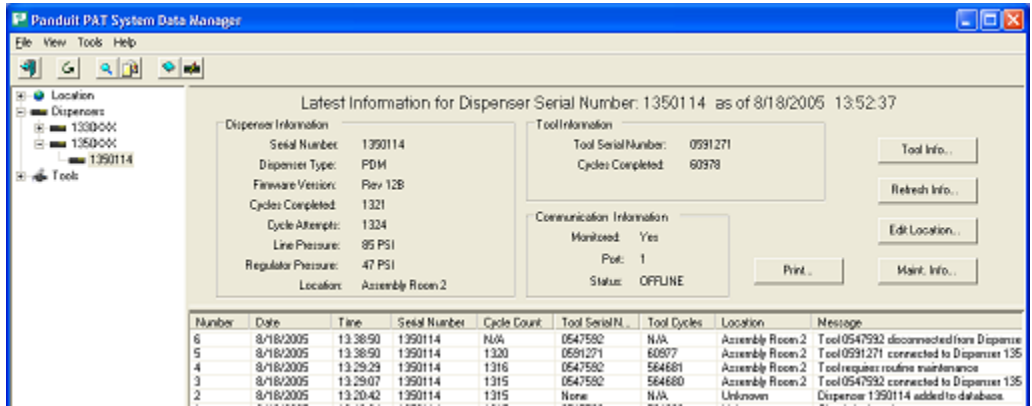 Panduit PAT System Data Manager
File View Tools Help
Location
Dispensers
1330-XX
1350-XX
1350114
Tools
Latest Information for Dispenser Serial Number: 1350114 as of 8/18/2005 13:52:37
Dispenser Information
Serial Number: 1350114
Dispenser Type: PDM
Firmware Version: Rev 12B
Cycles Completed: 1321
Cycle Attempts: 1324
Line Pressure: 85 PSI
Regulator Pressure: 47 PSI
Location: Assembly Room 2
Tool Information
Tool Serial Number: 0591271
Cycles Completed: 60978
Communication Information
Monitored: Yes
Port: 1
Status: OFFLINE
Tool Info...
Refresh Info...
Edit Location...
Print...
Maint. Info...
Number Date Time Serial Number Cycle Count Tool Serial N... Tool Cycles Location Message
6 8/18/2005 13:38:50 1350114 N/A 0547592 N/A Assembly Room 2 Tool 0547592 disconnected from Dispense
5 8/18/2005 13:38:50 1350114 1320 0591271 60977 Assembly Room 2 Tool 0591271 connected to Dispenser 135
4 8/18/2005 13:29:29 1350114 1316 0547592 564681 Assembly Room 2 Tool requires routine maintenance
3 8/18/2005 13:29:07 1350114 1315 0547592 564680 Assembly Room 2 Tool 0547592 connected to Dispenser 135
2 8/18/2005 13:20:42 1350114 1315 None N/A Unknown Dispenser 1350114 added to database.